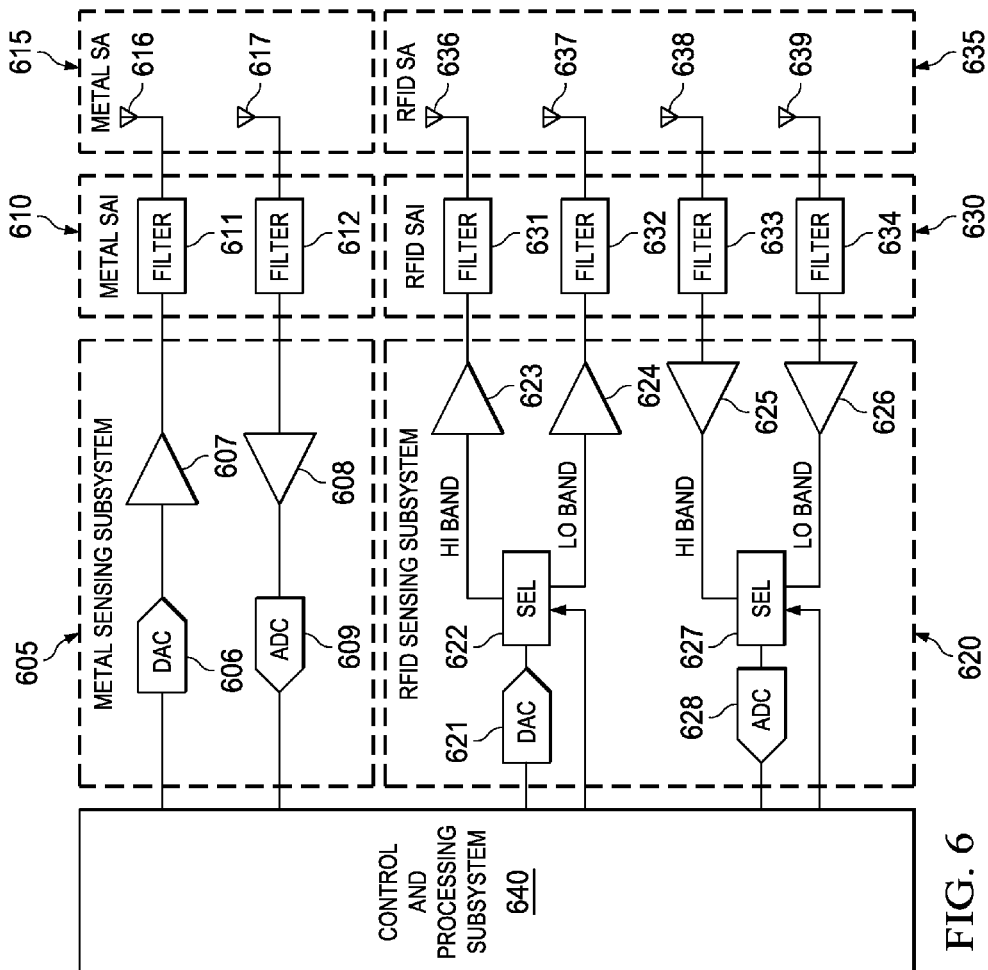 615
METAL SA
616
617
RFID SA
636
637
638
639
635
610
METAL SAI
FILTER
611
FILTER
612
RFID SAI
FILTER
631
FILTER
632
FILTER
633
FILTER
634
630
605
METAL SENSING SUBSYSTEM
DAC
606
607
ADC
609
608
RFID SENSING SUBSYSTEM
621
DAC
622
SEL
HI BAND
LO BAND
623
624
628
ADC
627
SEL
HI BAND
LO BAND
625
626
620
CONTROL
AND
PROCESSING
SUBSYSTEM
640
FIG. 6